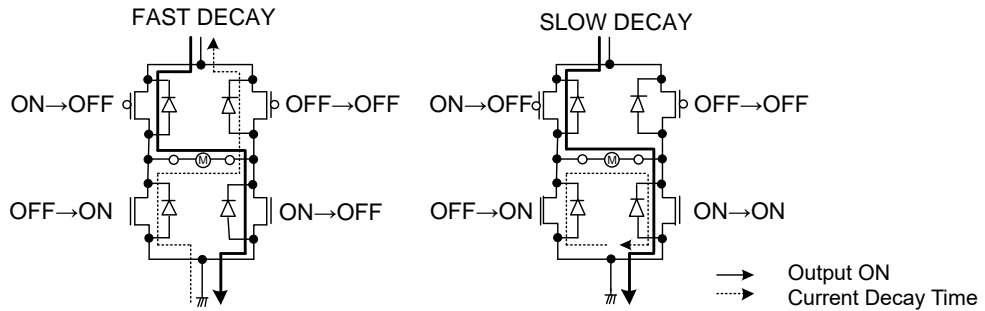 FAST DECAY
SLOW DECAY
ON→OFF
OFF→OFF
ON→OFF
OFF→OFF
M
M
OFF→ON
ON→OFF
OFF→ON
ON→ON
Output ON
Current Decay Time